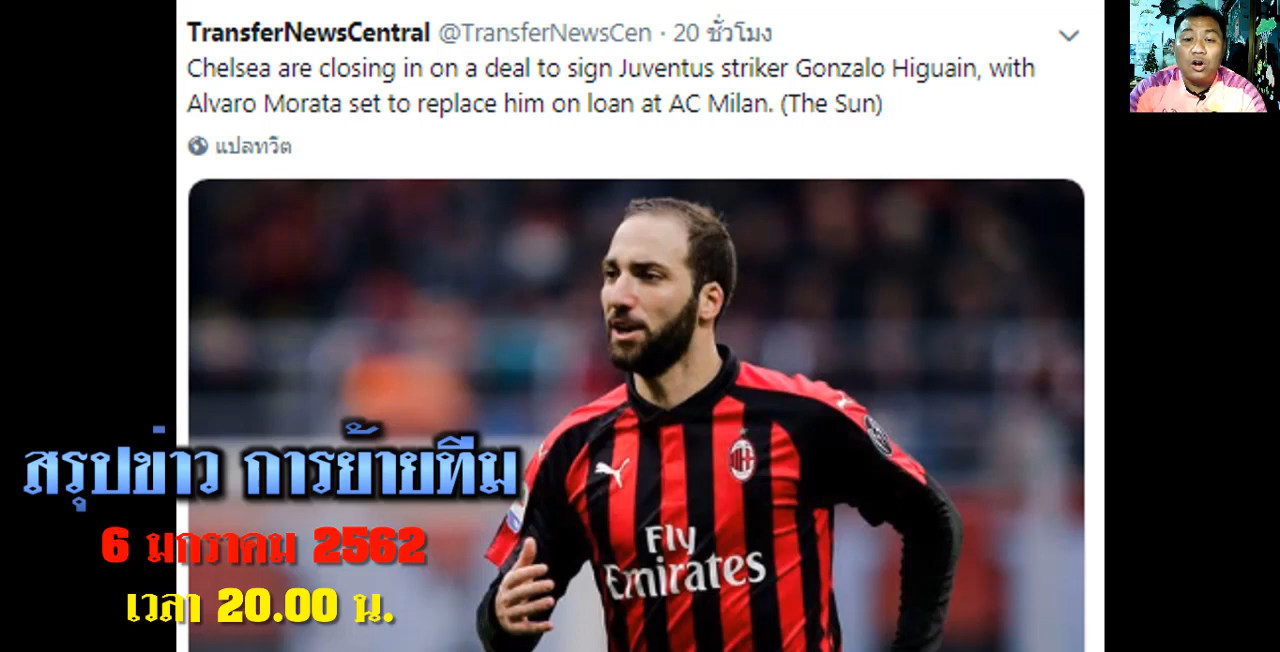 TransferNewsCentral @TransferNewsCen · 20 ชั่วโมง
Chelsea are closing in on a deal to sign Juventus striker Gonzalo Higuain, with
Alvaro Morata set to replace him on loan at AC Milan. (The Sun)
แปลทวีต
สรุปข่าว การย้ายทีม
6 มกราคม 2562
เวลา 20.00 น.
Fly
Emirates